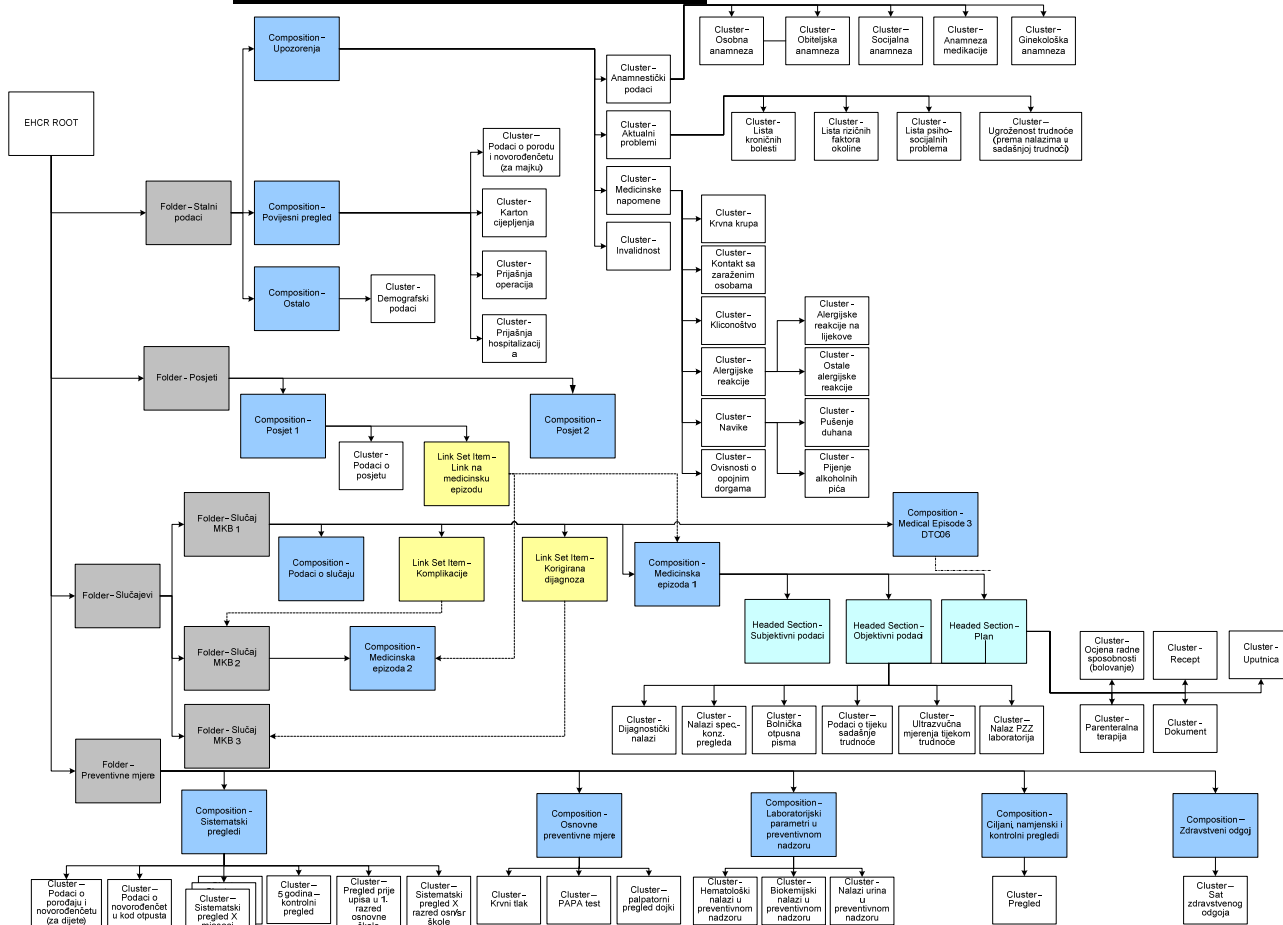 Cluster–
Osobna
anamneza
Cluster–
Obiteljska
anamneza
Cluster–
Socijalna
anamneza
Cluster–
Anamneza
medikacije
Cluster–
Ginekološka
anamneza
Composition–
Upozorenja
Cluster–
Anamnestički
podaci
EHCR ROOT
Cluster–
Aktualni
problemi
Cluster–
Lista
kroničnih
bolesti
Cluster–
Lista rizičnih
faktora
okoline
Cluster–
Lista psiho-
socijalnih
problema
Cluster–
Ugroženost trudnoće
(prema nalazima u
sadašnjoj trudnoći)
Cluster–
Podaci o porodu
i novorođenčetu
(za majku)
Folder–Stalni
podaci
Composition–
Povijesni pregled
Cluster–
Karton
cijepljenja
Cluster–
Medicinske
napomene
Cluster–
Krvna krupa
Cluster–
Invalidnost
Cluster–
Kontakt sa
zaraženim
osobama
Composition–
Ostalo
Cluster–
Demografski
podaci
Cluster–
Prijašnja
operacija
Cluster–
Prijašnja
hospitalizacij
a
Cluster–
Kliconoštvo
Cluster–
Alergijske
reakcije na
lijekove
Folder–Posjeti
Cluster–
Alergijske
reakcije
Cluster–
Ostale
alergijske
reakcije
Composition–
Posjet 1
Composition–
Posjet 2
Cluster–
Navike
Cluster–
Pušenje
duhana
Cluster–
Podaci o
posjetu
Link Set Item–
Link na
medicinsku
epizodu
Cluster–
Ovisnosti o
opojnim
dorgama
Cluster–
Pijenje
alkoholnih
pića
Folder–Slučaj
MKB 1
Composition–
Medical Episode 3
DTC06
Composition–
Podaci o slučaju
Link Set Item–
Komplikacije
Link Set Item–
Korigirana
dijagnoza
Composition–
Medicinska
epizoda 1
Folder–Slučajevi
Headed Section–
Subjektivni podaci
Headed Section–
Objektivni podaci
Headed Section–
Plan
Folder–Slučaj
MKB 2
Composition–
Medicinska
epizoda 2
Cluster–
Ocjena radne
sposobnosti
(bolovanje)
Cluster–
Recept
Cluster–
Uputnica
Folder–Slučaj
MKB 3
Cluster–
Dijagnostički
nalazi
Cluster–
Nalazi spec.-
konz.
pregleda
Cluster–
Bolnička
otpusna
pisma
Cluster–
Podaci o tijeku
sadašnje
trudnoće
Cluster–
Ultrazvučna
mjerenja tijekom
trudnoće
Cluster–
Nalaz PZZ
laboratorija
Cluster–
Parenteralna
terapija
Cluster–
Dokument
Folder–
Preventivne mjere
Composition–
Sistematski
pregledi
Composition–
Osnovne
preventivne mjere
Composition–
Laboratorijski
parametri u
preventivnom
nadzoru
Composition–
Ciljani, namjenski i
kontrolni pregledi
Composition–
Zdravstveni odgoj
Cluster–
Podaci o
porođaju i
novorođenčetu
(za dijete)
Cluster–
Podaci o
novorođenčet
u kod otpusta
Cluster–
Sistematski
pregled X
Cluster–
5 godina–
kontrolni
pregled
Cluster–
Pregled prije
upisa u 1.
razred
osnovne
Cluster–
Sistematski
pregled X
razred osn/sr
škole
Cluster–
Krvni tlak
Cluster–
PAPA test
Cluster–
palpatorni
pregled dojki
Cluster–
Hematološki
nalazi u
preventivnom
nadzoru
Cluster–
Biokemijski
nalazi u
preventivnom
nadzoru
Cluster–
Nalazi urina
u
preventivnom
nadzoru
Cluster–
Pregled
Cluster–
Sat
zdravstvenog
odgoja